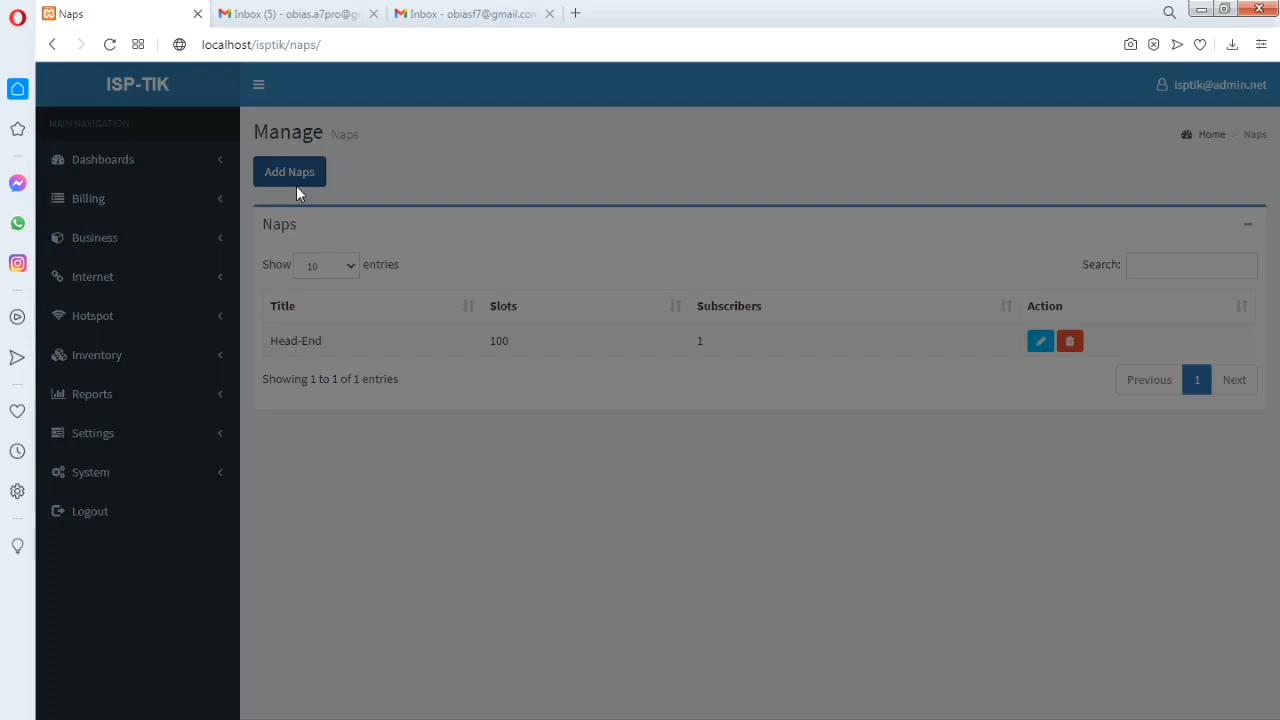 Naps
Inbox (5) - obias.a7pro@g
Inbox - obiasf7@gmail.con
localhost/isptik/naps/
ISP-TIK
isptik@admin.net
MAIN NAVIGATION
Dashboards
Billing
Business
Internet
Hotspot
Inventory
Reports
Settings
System
Logout
Manage Naps
Home > Naps
Add Naps
Naps
Show 10 entries
Search:
Title Slots Subscribers Action
Head-End 100 1
Showing 1 to 1 of 1 entries
Previous 1 Next